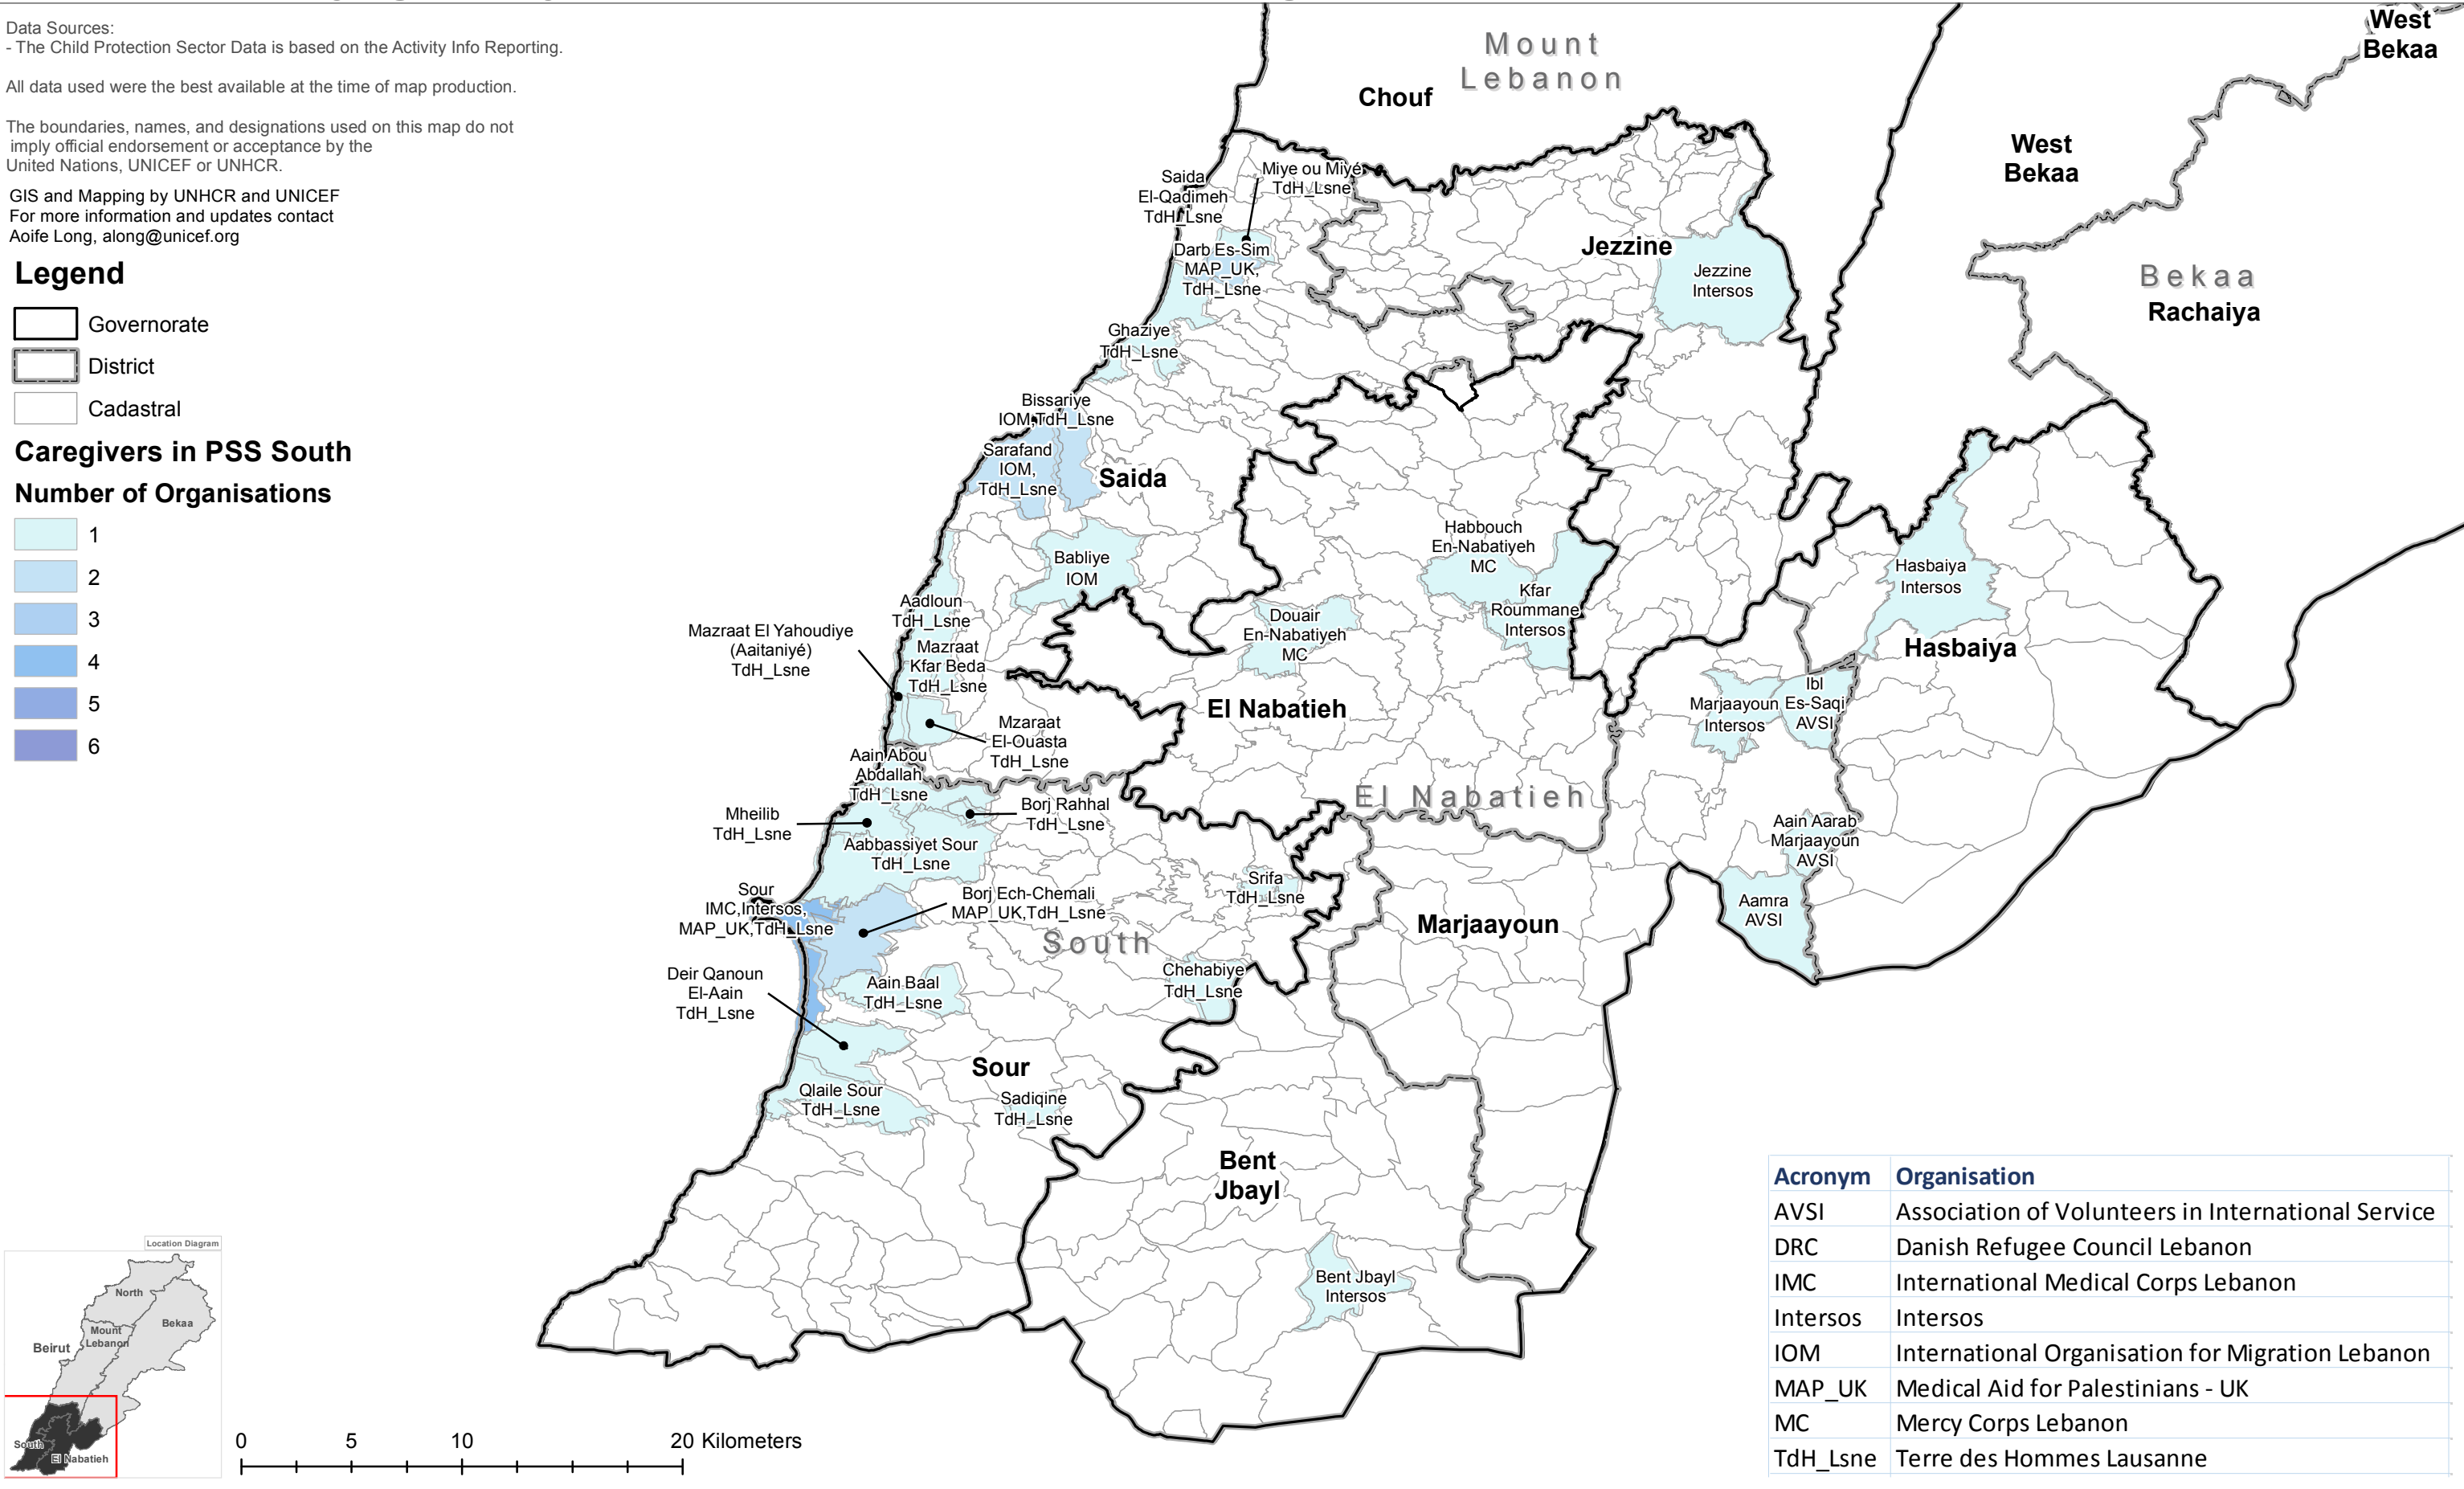 Data Sources:
- The Child Protection Sector Data is based on the Activity Info Reporting.
All data used were the best available at the time of map production.
The boundaries, names, and designations used on this map do not
imply official endorsement or acceptance by the
United Nations, UNICEF or UNHCR.
GIS and Mapping by UNHCR and UNICEF
For more information and updates contact
Aoife Long, along@unicef.org
Legend
Governorate
District
Cadastral
Caregivers in PSS South
Number of Organisations
1
2
3
4
5
6
Mount
Lebanon
Chouf
West
Bekaa
West
Bekaa
Bekaa
Rachaiya
Miye ou Miyé
TdH_Lsne
Saida
El-Qadimeh
TdH_Lsne
Darb Es-Sim
MAP_UK,
TdH_Lsne
Jezzine
Jezzine
Intersos
Ghaziye
TdH_Lsne
Bissariye
IOM,TdH_Lsne
Sarafand
IOM,
TdH_Lsne
Saida
Babliye
IOM
Habbouch
En-Nabatiyeh
MC
Kfar
Roummane
Intersos
Hasbaiya
Intersos
Hasbaiya
Aadloun
TdH_Lsne
Douair
En-Nabatiyeh
MC
Mazraat El Yahoudiye
(Aaitaniyé)
TdH_Lsne
Mazraat
Kfar Beda
TdH_Lsne
El Nabatieh
Marjaayoun
Intersos
Ibl
Es-Saqi
AVSI
Mzaraat
El-Ouasta
TdH_Lsne
Aain Abou
Abdallah
TdH_Lsne
El Nabatieh
Mheilib
TdH_Lsne
Borj Rahhal
TdH_Lsne
Aabbassiyet Sour
TdH_Lsne
Aain Aarab
Marjaayoun
AVSI
Srifa
TdH_Lsne
Sour
IMC,Intersos,
MAP_UK,TdH_Lsne
Borj Ech-Chemali
MAP_UK,TdH_Lsne
Aamra
AVSI
Marjaayoun
South
Deir Qanoun
El-Aain
TdH_Lsne
Aain Baal
TdH_Lsne
Chehabiye
TdH_Lsne
Sour
Qlaile Sour
TdH_Lsne
Sadiqine
TdH_Lsne
Bent
Jbayl
Bent Jbayl
Intersos
Acronym Organisation
AVSI Association of Volunteers in International Service
DRC Danish Refugee Council Lebanon
IMC International Medical Corps Lebanon
Intersos Intersos
IOM International Organisation for Migration Lebanon
MAP_UK Medical Aid for Palestinians - UK
MC Mercy Corps Lebanon
TdH_Lsne Terre des Hommes Lausanne
Location Diagram
North
Mount
Lebanon
Bekaa
Beirut
South
El Nabatieh
0 5 10 20 Kilometers